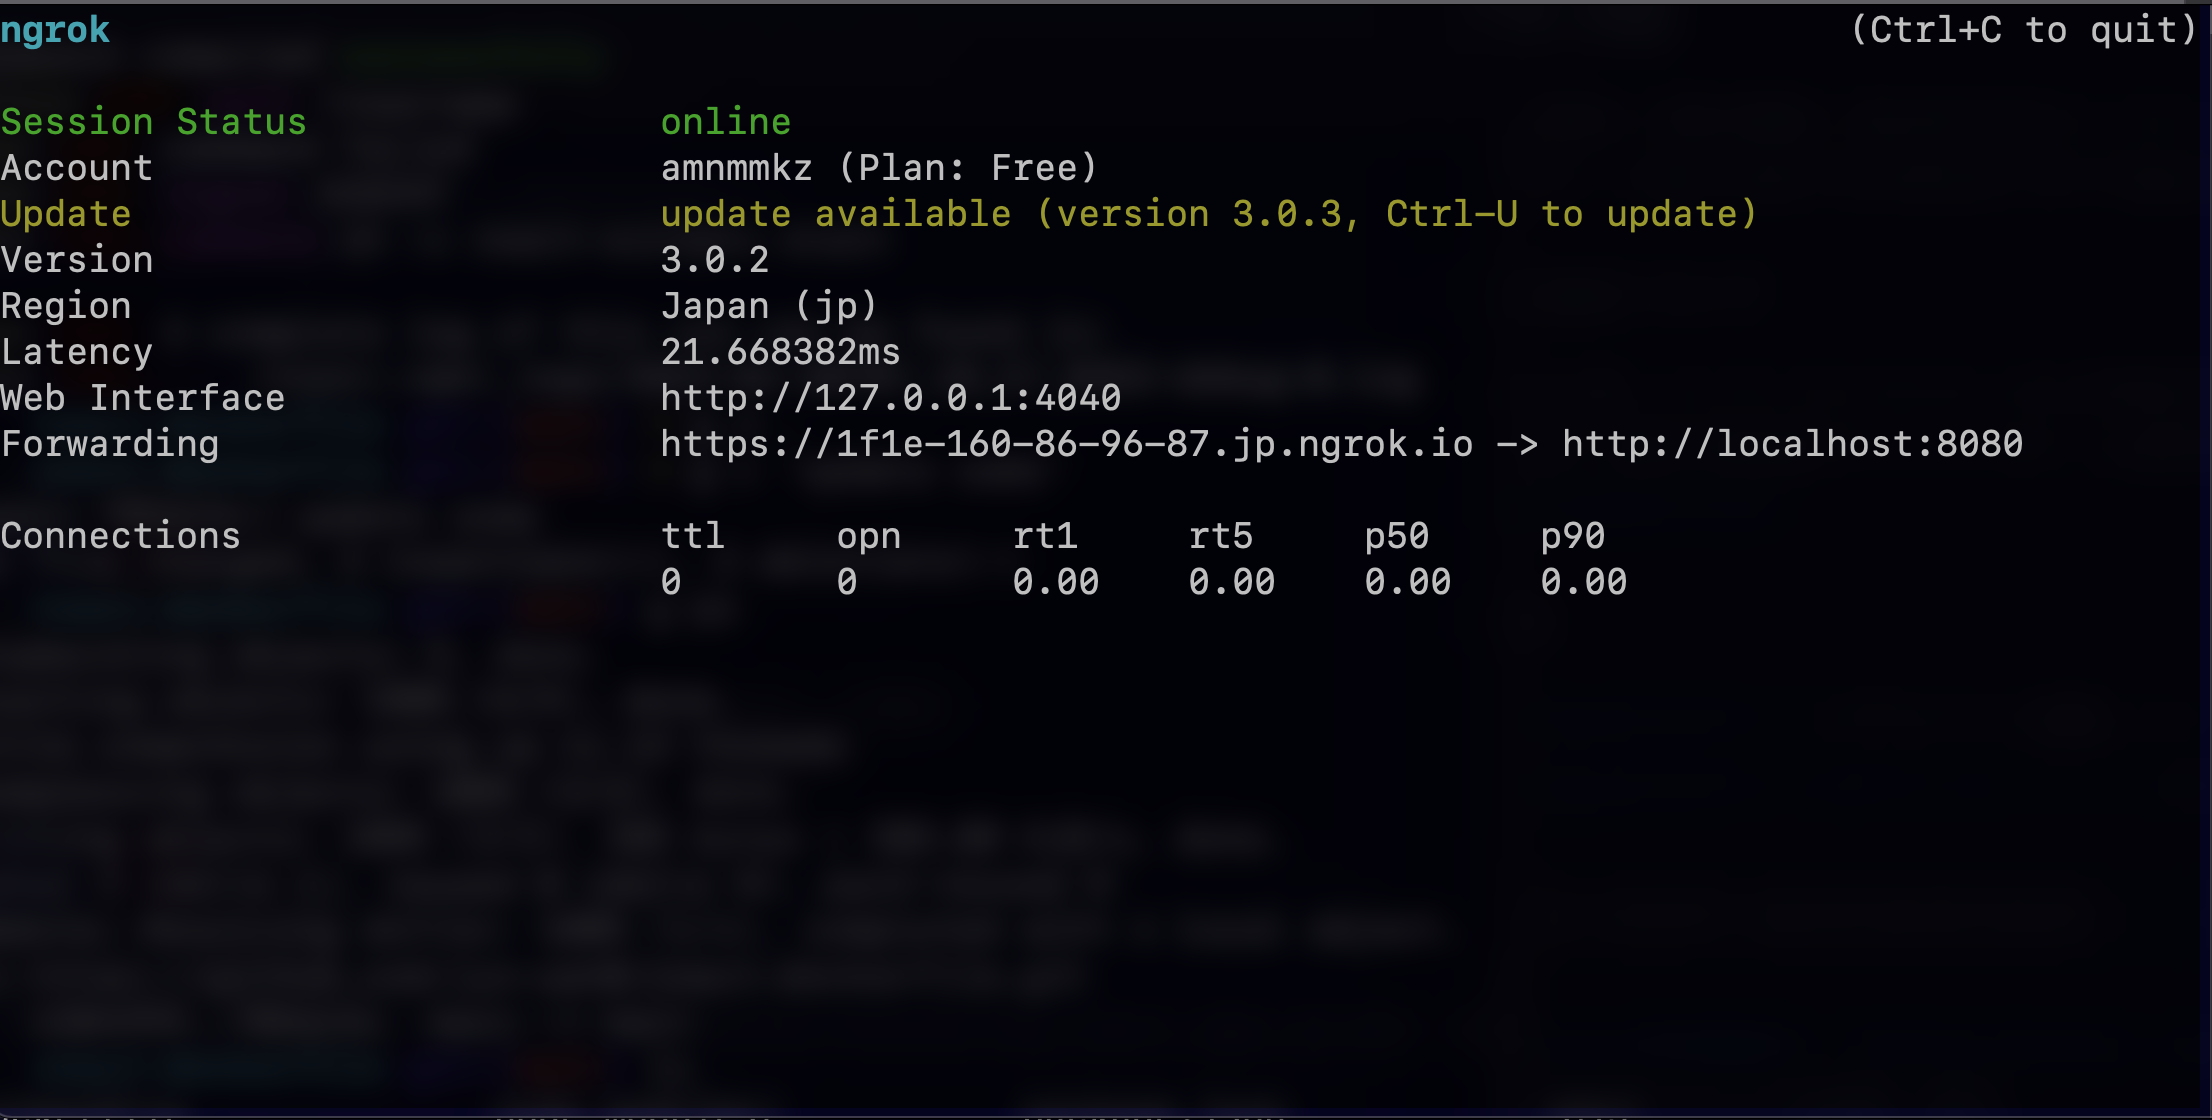 ngrok (Ctrl+C to quit)
Session Status online
Account amnmmkz (Plan: Free)
Update update available (version 3.0.3, Ctrl-U to update)
Version 3.0.2
Region Japan (jp)
Latency 21.668382ms
Web Interface http://127.0.0.1:4040
Forwarding https://1f1e-160-86-96-87.jp.ngrok.io -> http://localhost:8080
Connections ttl opn rt1 rt5 p50 p90
0 0 0.00 0.00 0.00 0.00